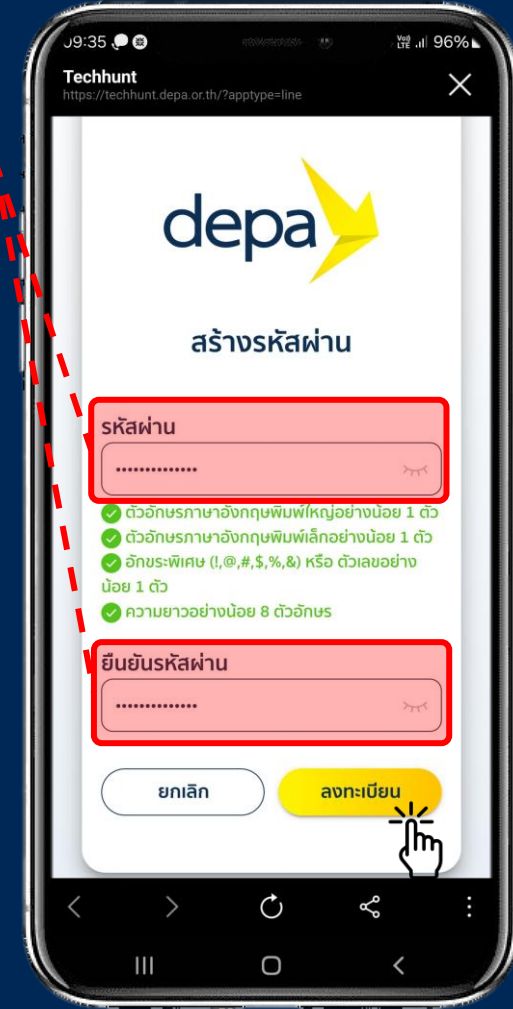 09:35 96%
Techhunt
https://techhunt.depa.or.th/?apptype=line
depa
สร้างรหัสผ่าน
รหัสผ่าน
••••••••••••••
ตัวอักษรภาษาอังกฤษพิมพ์ใหญ่อย่างน้อย 1 ตัว
ตัวอักษรภาษาอังกฤษพิมพ์เล็กอย่างน้อย 1 ตัว
อักขระพิเศษ (!,@,#,$,%,&) หรือ ตัวเลขอย่าง
น้อย 1 ตัว
ความยาวอย่างน้อย 8 ตัวอักษร
ยืนยันรหัสผ่าน
••••••••••••••
ยกเลิก ลงทะเบียน